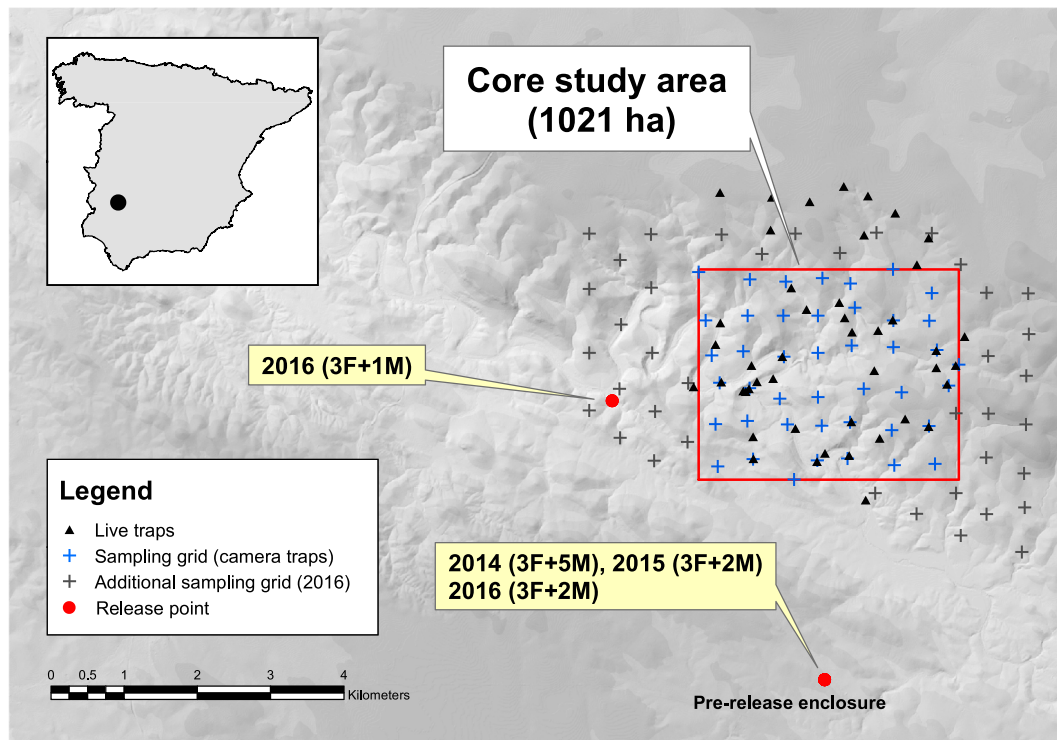 Core study area
(1021 ha)
2016 (3F+1M)
Legend
Live traps
Sampling grid (camera traps)
Additional sampling grid (2016)
Release point
2014 (3F+5M), 2015 (3F+2M)
2016 (3F+2M)
0 0.5 1 2 3 4
Kilometers
Pre-release enclosure